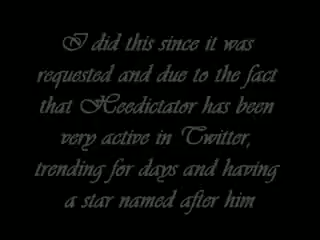 I did this since it was
requested and due to the fact
that Heedictator has been
very active in Twitter,
trending for days and having
a star named after him